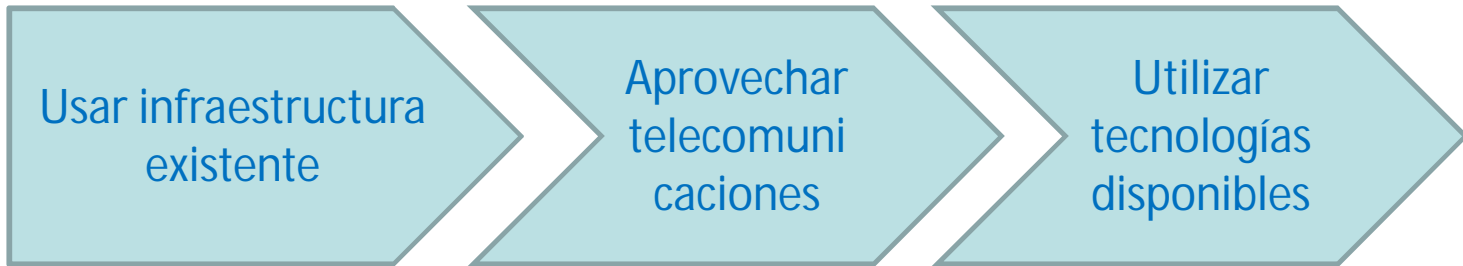 Usar infraestructura
existente
Aprovechar
telecomuni
caciones
Utilizar
tecnologías
disponibles